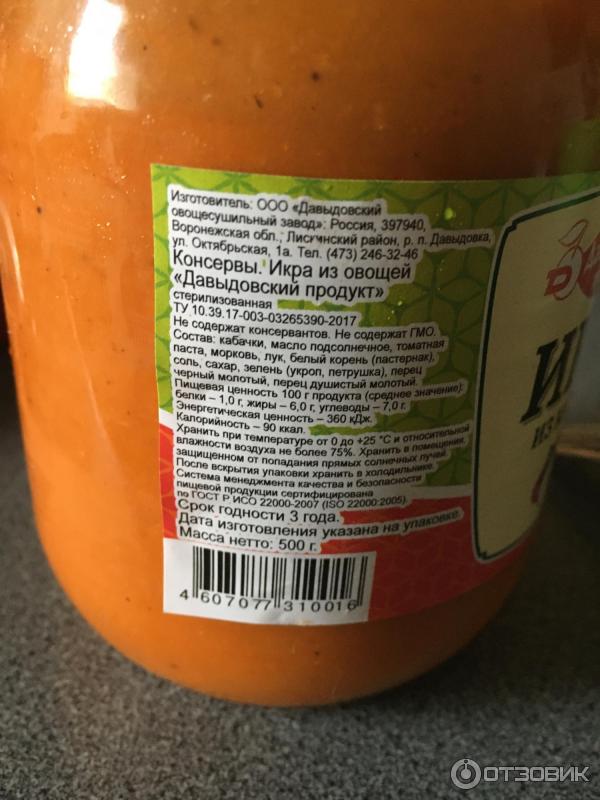 Изготовитель: ООО «Давыдовский
овощесушильный завод»: Россия, 397940,
Воронежская обл., Лискинский район, р. п. Давыдовка,
ул. Октябрьская, 1а. Тел. (473) 246-32-46
Консервы. Икра из овощей
«Давыдовский продукт»
стерилизованная
ТУ 10.39.17-003-03265390-2017
Не содержат консервантов. Не содержат ГМО.
Состав: кабачки, масло подсолнечное, томатная
паста, морковь, лук, белый корень (пастернак),
соль, сахар, зелень (укроп, петрушка), перец
черный молотый, перец душистый молотый.
Пищевая ценность 100 г продукта (среднее значение):
белки – 1,0 г, жиры – 6,0 г, углеводы – 7,0 г.
Энергетическая ценность – 360 кДж.
Калорийность – 90 ккал.
Хранить при температуре от 0 до +25 °С и относительной
влажности воздуха не более 75%. Хранить в помещении,
защищенном от попадания прямых солнечных лучей.
После вскрытия упаковки хранить в холодильнике.
Система менеджмента качества и безопасности
пищевой продукции сертифицирована
по ГОСТ Р ИСО 22000-2007 (ISO 22000:2005).
Срок годности 3 года.
Дата изготовления указана на упаковке.
Масса нетто: 500 г.
4 607077 310016
ИЗ
ОТЗОВИК